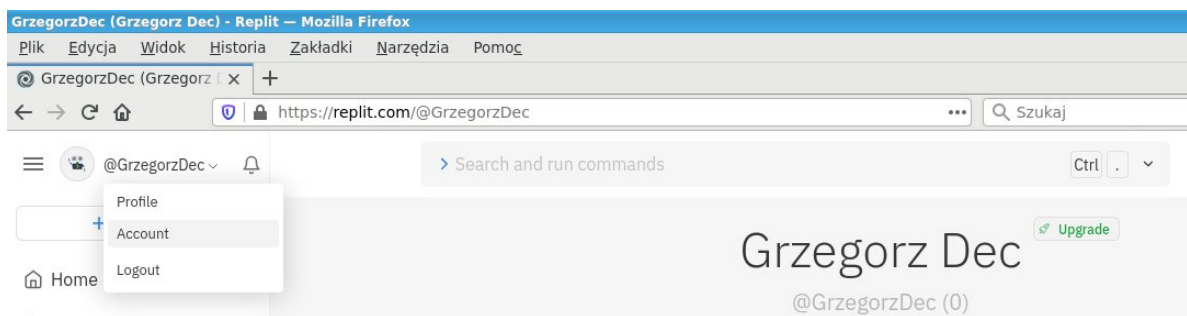 GrzegorzDec (Grzegorz Dec) - Replit — Mozilla Firefox
Plik Edycja Widok Historia Zakładki Narzędzia Pomoc
GrzegorzDec (Grzegorz
https://replit.com/@GrzegorzDec
Szukaj
@GrzegorzDec
Search and run commands
Ctrl .
Profile
Account
Logout
Home
Grzegorz Dec
Upgrade
@GrzegorzDec (0)